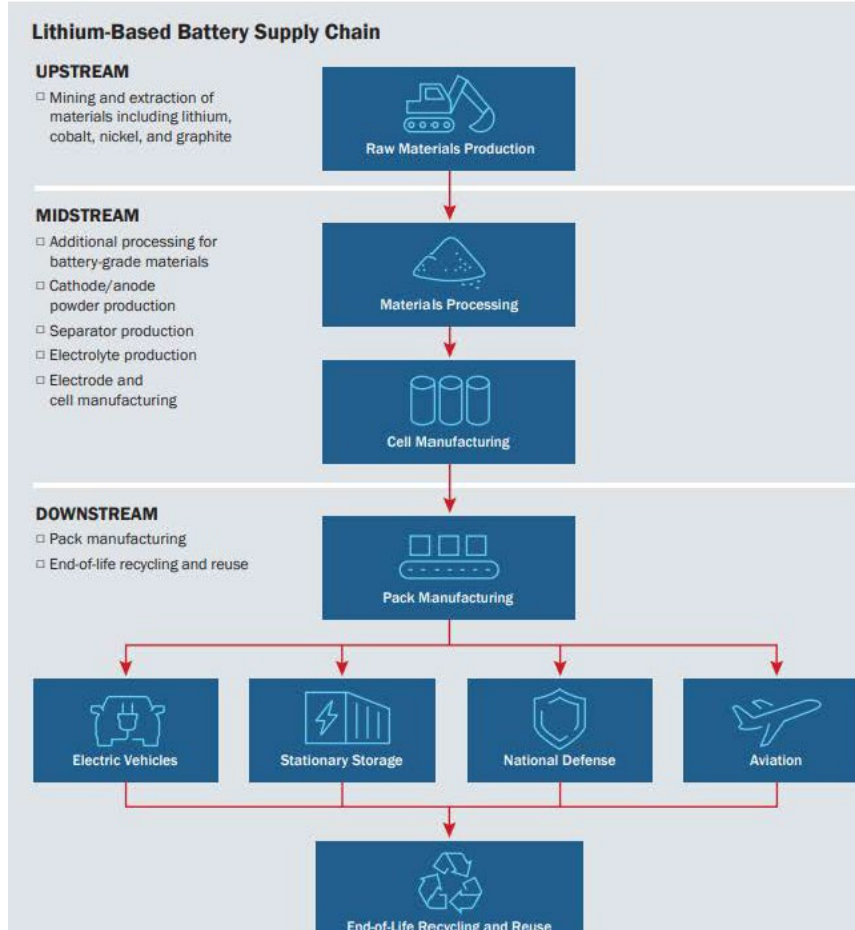 Lithium-Based Battery Supply Chain
UPSTREAM
□ Mining and extraction of
materials including lithium,
cobalt, nickel, and graphite
Raw Materials Production
MIDSTREAM
□ Additional processing for
battery-grade materials
□ Cathode/anode
powder production
□ Separator production
□ Electrolyte production
□ Electrode and
cell manufacturing
Materials Processing
Cell Manufacturing
DOWNSTREAM
□ Pack manufacturing
□ End-of-life recycling and reuse
Pack Manufacturing
Electric Vehicles
Stationary Storage
National Defense
Aviation
End-of-Life Recycling and Reuse